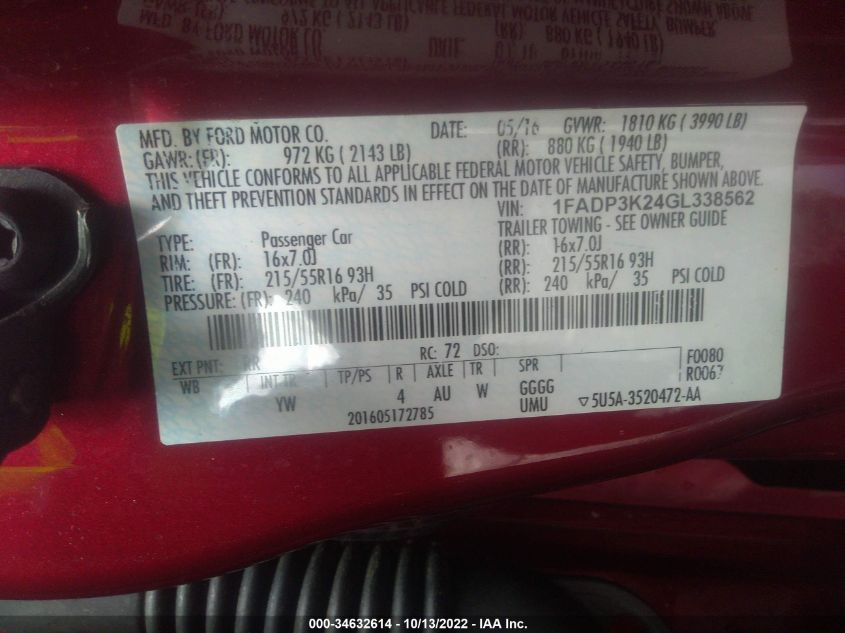 MFD. BY FORD MOTOR CO. DATE: 05/16 GVWR: 1810 KG ( 3990 LB)
GAWR: (FR): 972 KG ( 2143 LB) (RR): 880 KG ( 1940 LB)
THIS VEHICLE CONFORMS TO ALL APPLICABLE FEDERAL MOTOR VEHICLE SAFETY, BUMPER,
AND THEFT PREVENTION STANDARDS IN EFFECT ON THE DATE OF MANUFACTURE SHOWN ABOVE.
VIN: 1FADP3K24GL338562
TYPE: Passenger Car TRAILER TOWING - SEE OWNER GUIDE
RIM: (FR): 16x7.0J (RR): 16x7.0J
TIRE: (FR): 215/55R16 93H (RR): 215/55R16 93H
PRESSURE: (FR): 240 kPa/ 35 PSI COLD (RR): 240 kPa/ 35 PSI COLD
EXT PNT: RR RC: 72 DSO: F0080
WB INT TR TP/PS R AXLE TR SPR
YW 4 AU W GGGG
UMU
201605172785
▽5U5A-3520472-AA
000-34632614 - 10/13/2022 - IAA Inc.